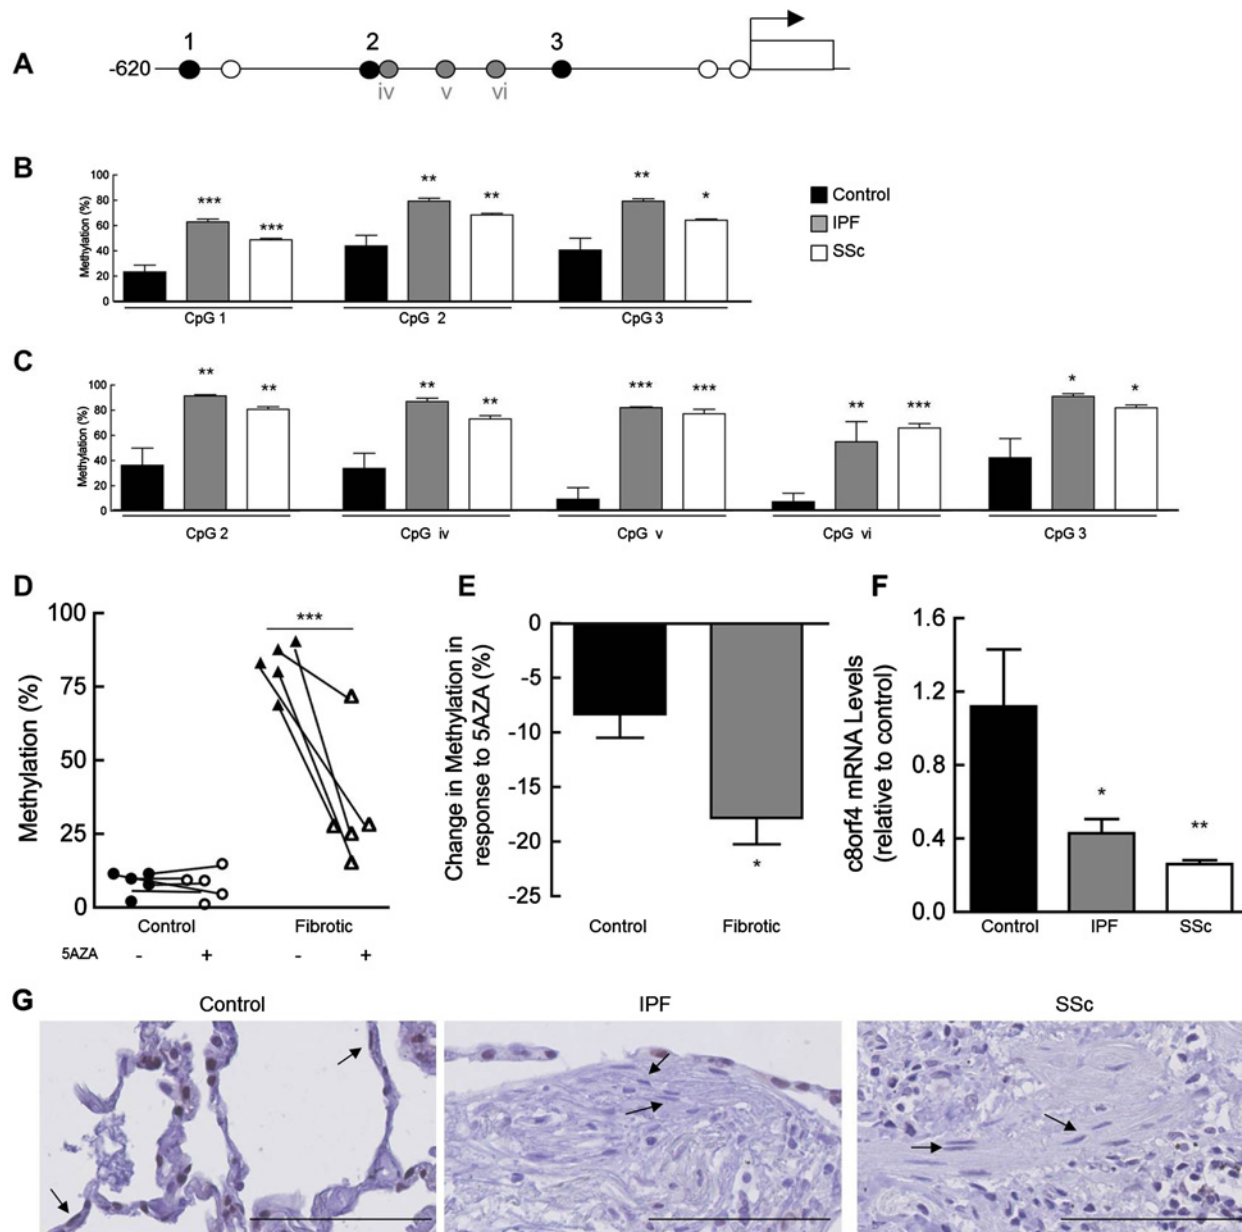 A
-620
1 2 3
iv v vi
B
Methylation (%)
100
80
60
40
20
0
*** *** ** ** ** *
CpG 1 CpG 2 CpG 3
Control
IPF
SSc
C
Methylation (%)
100
80
60
40
20
0
** ** ** ** *** *** ** *** * *
CpG 2 CpG iv CpG v CpG vi CpG 3
D
Methylation (%)
100
75
50
25
0
***
Control Fibrotic
5AZA - + - +
E
Change in Methylation in
response to 5AZA (%)
0
-5
-10
-15
-20
-25
*
Control Fibrotic
F
c8orf4 mRNA Levels
(relative to control)
1.6
1.2
0.8
0.4
0.0
* **
Control IPF SSc
G
Control IPF SSc